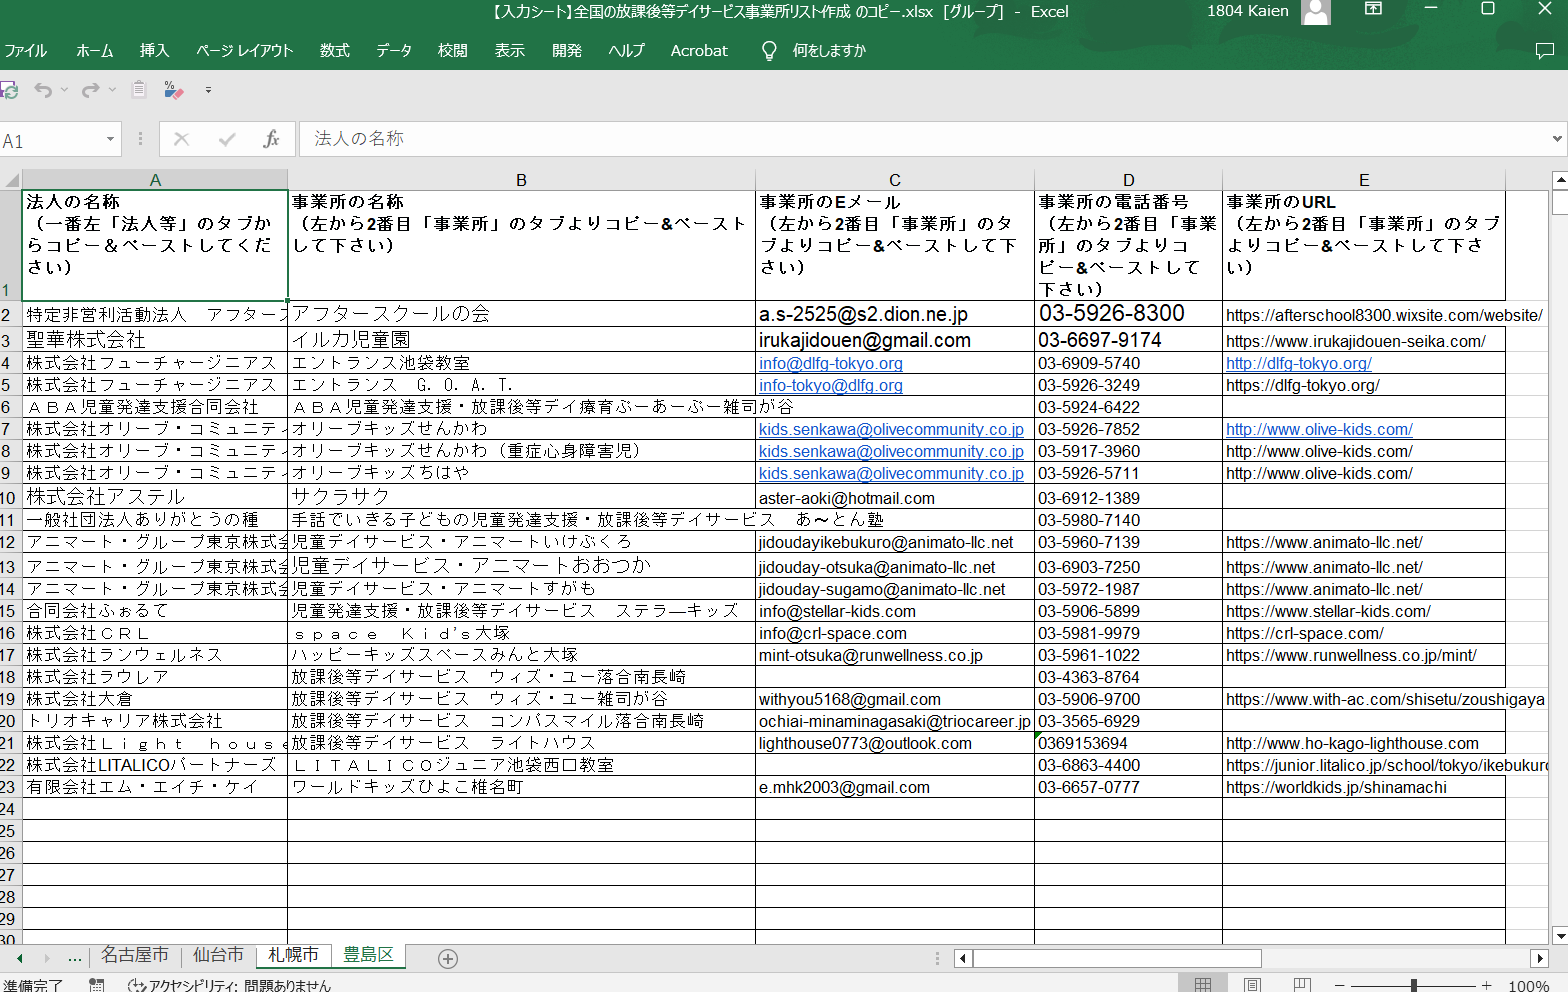 【入力シート】全国の放課後等デイサービス事業所リスト作成 のコピー.xlsx [グループ] - Excel
1804 Kaien
ファイル ホーム 挿入 ページ レイアウト 数式 データ 校閲 表示 開発 ヘルプ Acrobat 何をしますか
A1 fx 法人の名称
A B C D E
1 法人の名称 （一番左「法人等」のタブからコピー＆ペーストしてください） 事業所の名称 （左から2番目「事業所」のタブよりコピー&ペーストして下さい） 事業所のEメール （左から2番目「事業所」のタブよりコピー&ペーストして下さい） 事業所の電話番号 （左から2番目「事業所」のタブよりコピー&ペーストして下さい） 事業所のURL （左から2番目「事業所」のタブよりコピー&ペーストして下さい）
2 特定非営利活動法人 アフタース アフタースクールの会 a.s-2525@s2.dion.ne.jp 03-5926-8300 https://afterschool8300.wixsite.com/website/
3 聖華株式会社 イルカ児童園 irukajidouen@gmail.com 03-6697-9174 https://www.irukajidouen-seika.com/
4 株式会社フューチャージニアス エントランス池袋教室 info@dlfg-tokyo.org 03-6909-5740 http://dlfg-tokyo.org/
5 株式会社フューチャージニアス エントランス Ｇ．Ｏ．Ａ．Ｔ． info-tokyo@dlfg.org 03-5926-3249 https://dlfg-tokyo.org/
6 ＡＢＡ児童発達支援合同会社 ＡＢＡ児童発達支援・放課後等デイ療育ぷーあーぷー雑司が谷 03-5924-6422
7 株式会社オリーブ・コミュニティ オリーブキッズせんかわ kids.senkawa@olivecommunity.co.jp 03-5926-7852 http://www.olive-kids.com/
8 株式会社オリーブ・コミュニティ オリーブキッズせんかわ（重症心身障害児） kids.senkawa@olivecommunity.co.jp 03-5917-3960 http://www.olive-kids.com/
9 株式会社オリーブ・コミュニティ オリーブキッズちはや kids.senkawa@olivecommunity.co.jp 03-5926-5711 http://www.olive-kids.com/
10 株式会社アステル サクラサク aster-aoki@hotmail.com 03-6912-1389
11 一般社団法人ありがとうの種 手話でいきる子どもの児童発達支援・放課後等デイサービス あ～とん塾 03-5980-7140
12 アニマート・グループ東京株式会 児童デイサービス・アニマートいけぶくろ jidoudayikebukuro@animato-llc.net 03-5960-7139 https://www.animato-llc.net/
13 アニマート・グループ東京株式会 児童デイサービス・アニマートおおつか jidouday-otsuka@animato-llc.net 03-6903-7250 https://www.animato-llc.net/
14 アニマート・グループ東京株式会 児童デイサービス・アニマートすがも jidouday-sugamo@animato-llc.net 03-5972-1987 https://www.animato-llc.net/
15 合同会社ふぉるて 児童発達支援・放課後等デイサービス ステラ―キッズ info@stellar-kids.com 03-5906-5899 https://www.stellar-kids.com/
16 株式会社ＣＲＬ ｓｐａｃｅ Ｋｉｄ’ｓ大塚 info@crl-space.com 03-5981-9979 https://crl-space.com/
17 株式会社ランウェルネス ハッピーキッズスペースみんと大塚 mint-otsuka@runwellness.co.jp 03-5961-1022 https://www.runwellness.co.jp/mint/
18 株式会社ラウレア 放課後等デイサービス ウィズ・ユー落合南長崎 03-4363-8764
19 株式会社大倉 放課後等デイサービス ウィズ・ユー雑司が谷 withyou5168@gmail.com 03-5906-9700 https://www.with-ac.com/shisetu/zoushigaya
20 トリオキャリア株式会社 放課後等デイサービス コンパスマイル落合南長崎 ochiai-minaminagasaki@triocareer.jp 03-3565-6929
21 株式会社Ｌｉｇｈｔ ｈｏｕｓｅ 放課後等デイサービス ライトハウス lighthouse0773@outlook.com 0369153694 http://www.ho-kago-lighthouse.com
22 株式会社LITALICOパートナーズ ＬＩＴＡＬＩＣＯジュニア池袋西口教室 03-6863-4400 https://junior.litalico.jp/school/tokyo/ikebukuro
23 有限会社エム・エイチ・ケイ ワールドキッズひよこ椎名町 e.mhk2003@gmail.com 03-6657-0777 https://worldkids.jp/shinamachi
24
25
26
27
28
29
30
... 名古屋市 仙台市 札幌市 豊島区
準備完了 アクセシビリティ: 問題ありません 100%